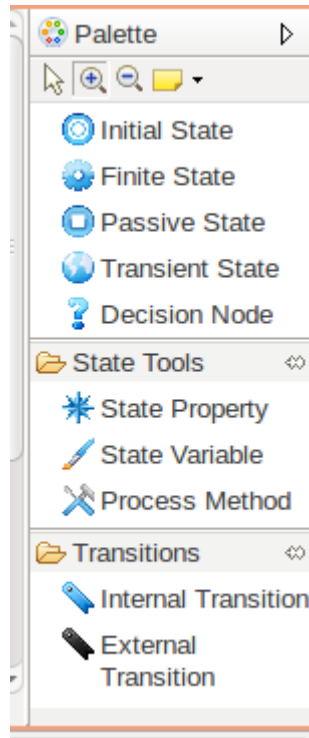 Palette
Initial State
Finite State
Passive State
Transient State
Decision Node
State Tools
State Property
State Variable
Process Method
Transitions
Internal Transition
External
Transition